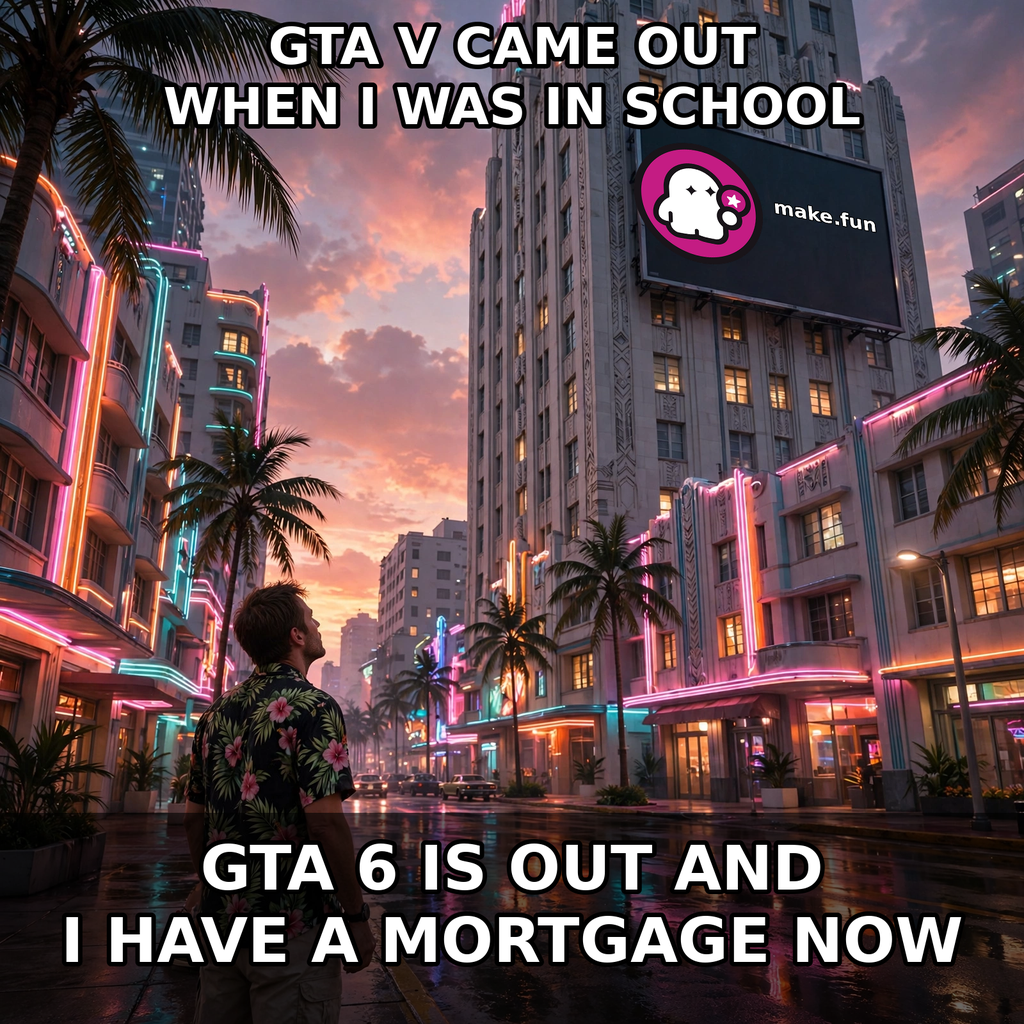 GTA V CAME OUT
WHEN I WAS IN SCHOOL
make.fun
GTA 6 IS OUT AND
I HAVE A MORTGAGE NOW